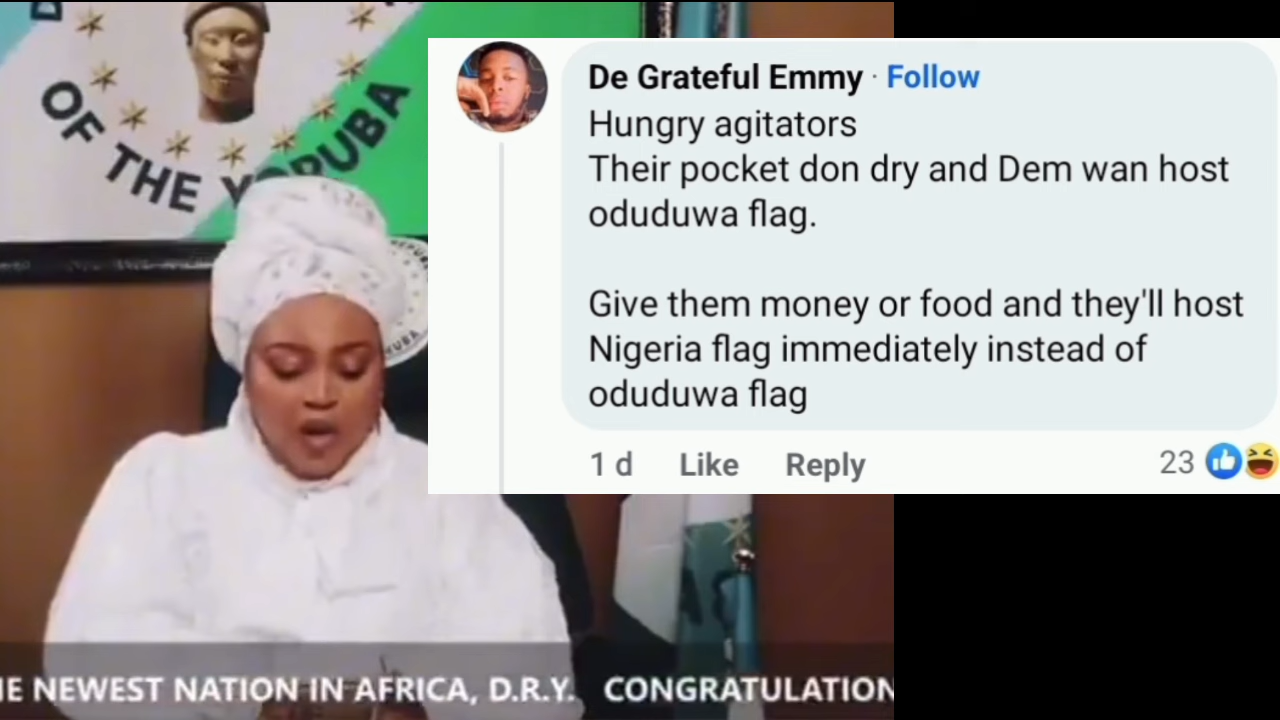 OF THE YORUBA
UBA
De Grateful Emmy · Follow
Hungry agitators
Their pocket don dry and Dem wan host
oduduwa flag.
Give them money or food and they'll host
Nigeria flag immediately instead of
oduduwa flag
1 d Like Reply 23
E NEWEST NATION IN AFRICA, D.R.Y. CONGRATULATION